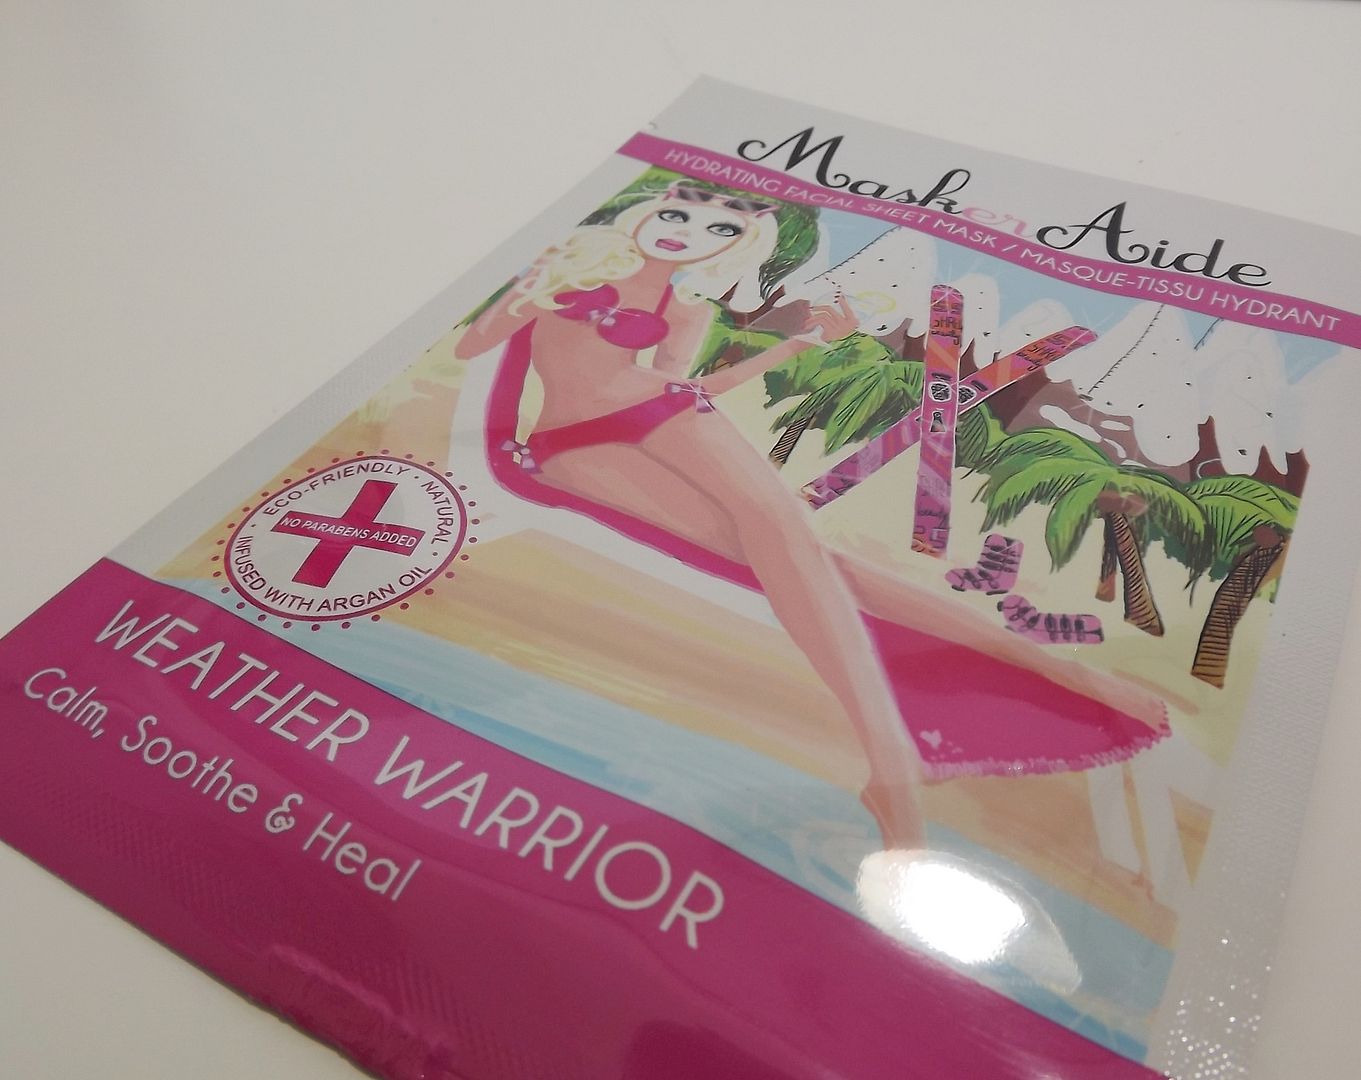 MaskerAide
HYDRATING FACIAL SHEET MASK / MASQUE-TISSU HYDRANT
ECO-FRIENDLY · NATURAL ·
NO PARABENS ADDED
INFUSED WITH ARGAN OIL
WEATHER WARRIOR
Calm, Soothe & Heal